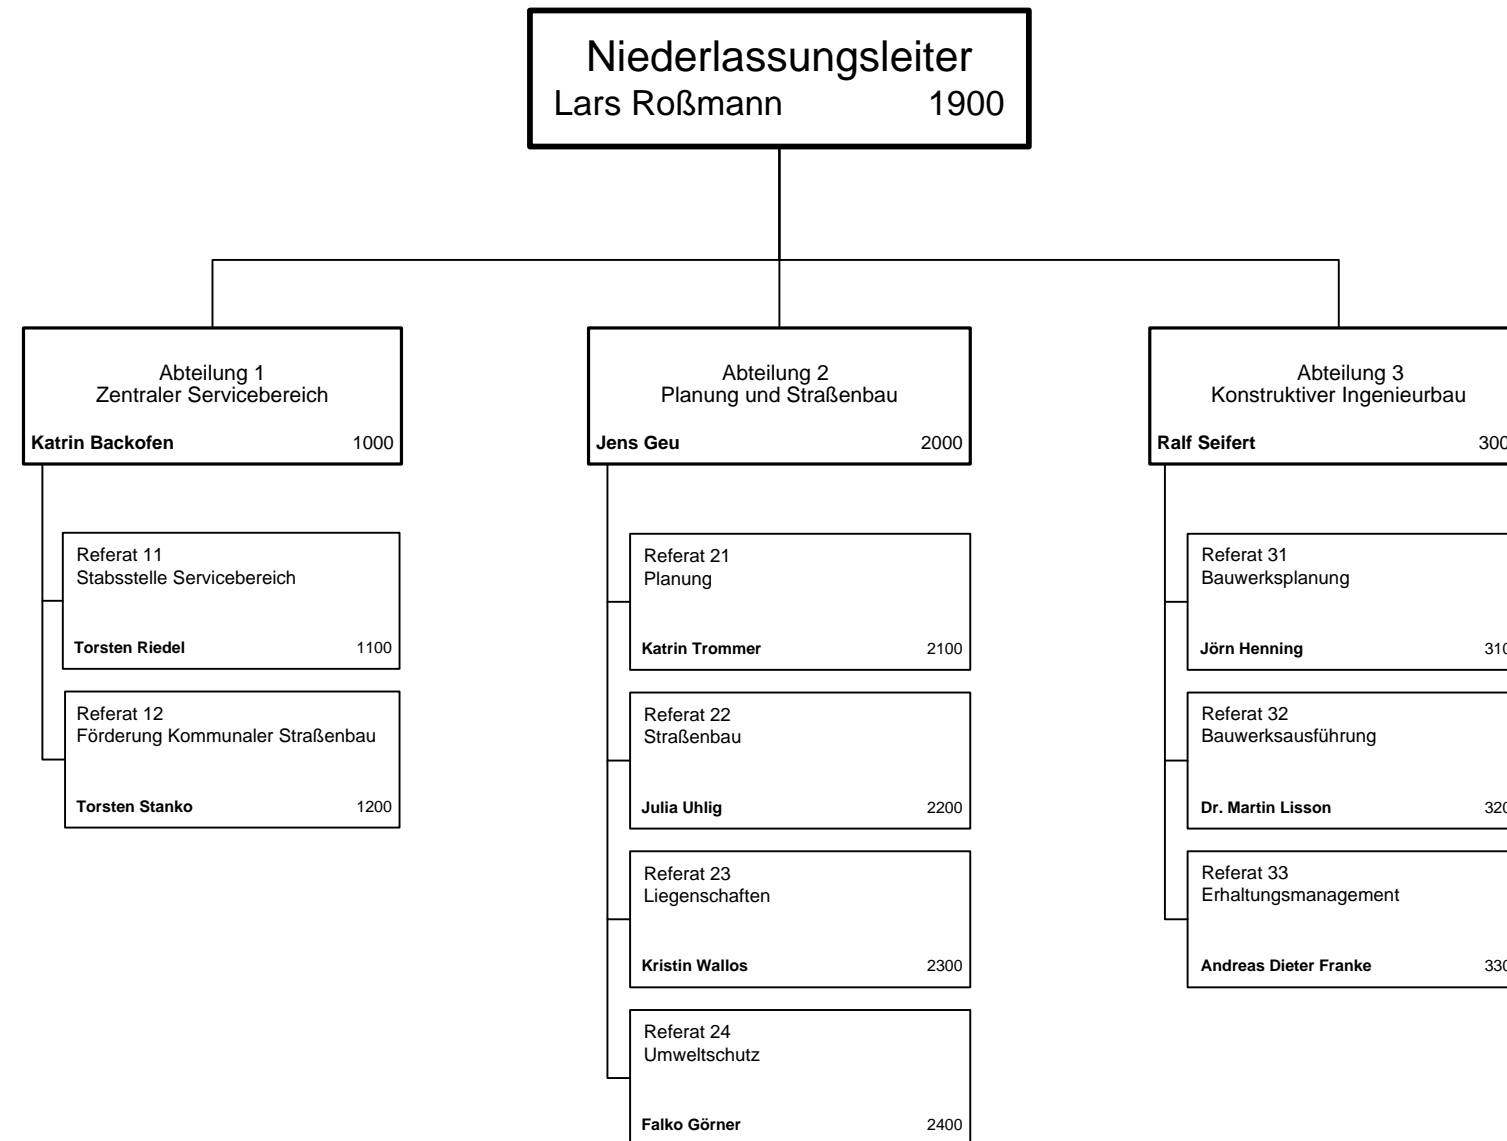 Niederlassungsleiter
Lars Roßmann 1900
Abteilung 1
Zentraler Servicebereich
Katrin Backofen 1000
Referat 11
Stabsstelle Servicebereich
Torsten Riedel 1100
Referat 12
Förderung Kommunaler Straßenbau
Torsten Stanko 1200
Abteilung 2
Planung und Straßenbau
Jens Geu 2000
Referat 21
Planung
Katrin Trommer 2100
Referat 22
Straßenbau
Julia Uhlig 2200
Referat 23
Liegenschaften
Kristin Wallos 2300
Referat 24
Umweltschutz
Falko Görner 2400
Abteilung 3
Konstruktiver Ingenieurbau
Ralf Seifert
Referat 31
Bauwerksplanung
Jörn Henning
Referat 32
Bauwerksausführung
Dr. Martin Lisson
Referat 33
Erhaltungsmanagement
Andreas Dieter Franke